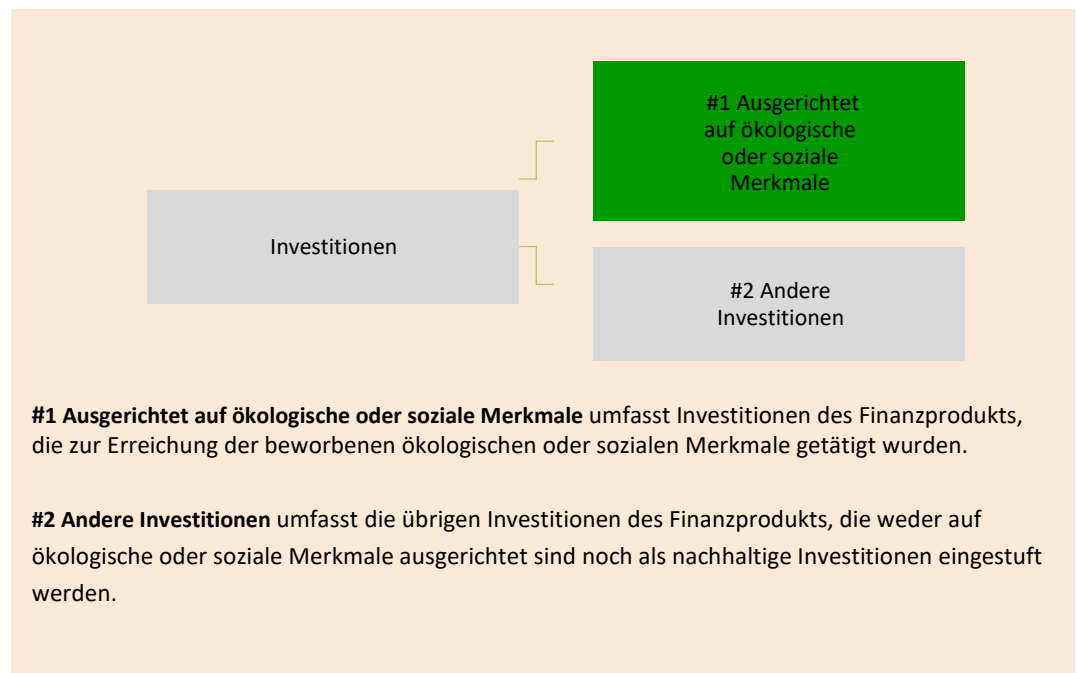 #1 Ausgerichtet
auf ökologische
oder soziale
Merkmale
Investitionen
#2 Andere
Investitionen
#1 Ausgerichtet auf ökologische oder soziale Merkmale umfasst Investitionen des Finanzprodukts,
die zur Erreichung der beworbenen ökologischen oder sozialen Merkmale getätigt wurden.
#2 Andere Investitionen umfasst die übrigen Investitionen des Finanzprodukts, die weder auf
ökologische oder soziale Merkmale ausgerichtet sind noch als nachhaltige Investitionen eingestuft
werden.